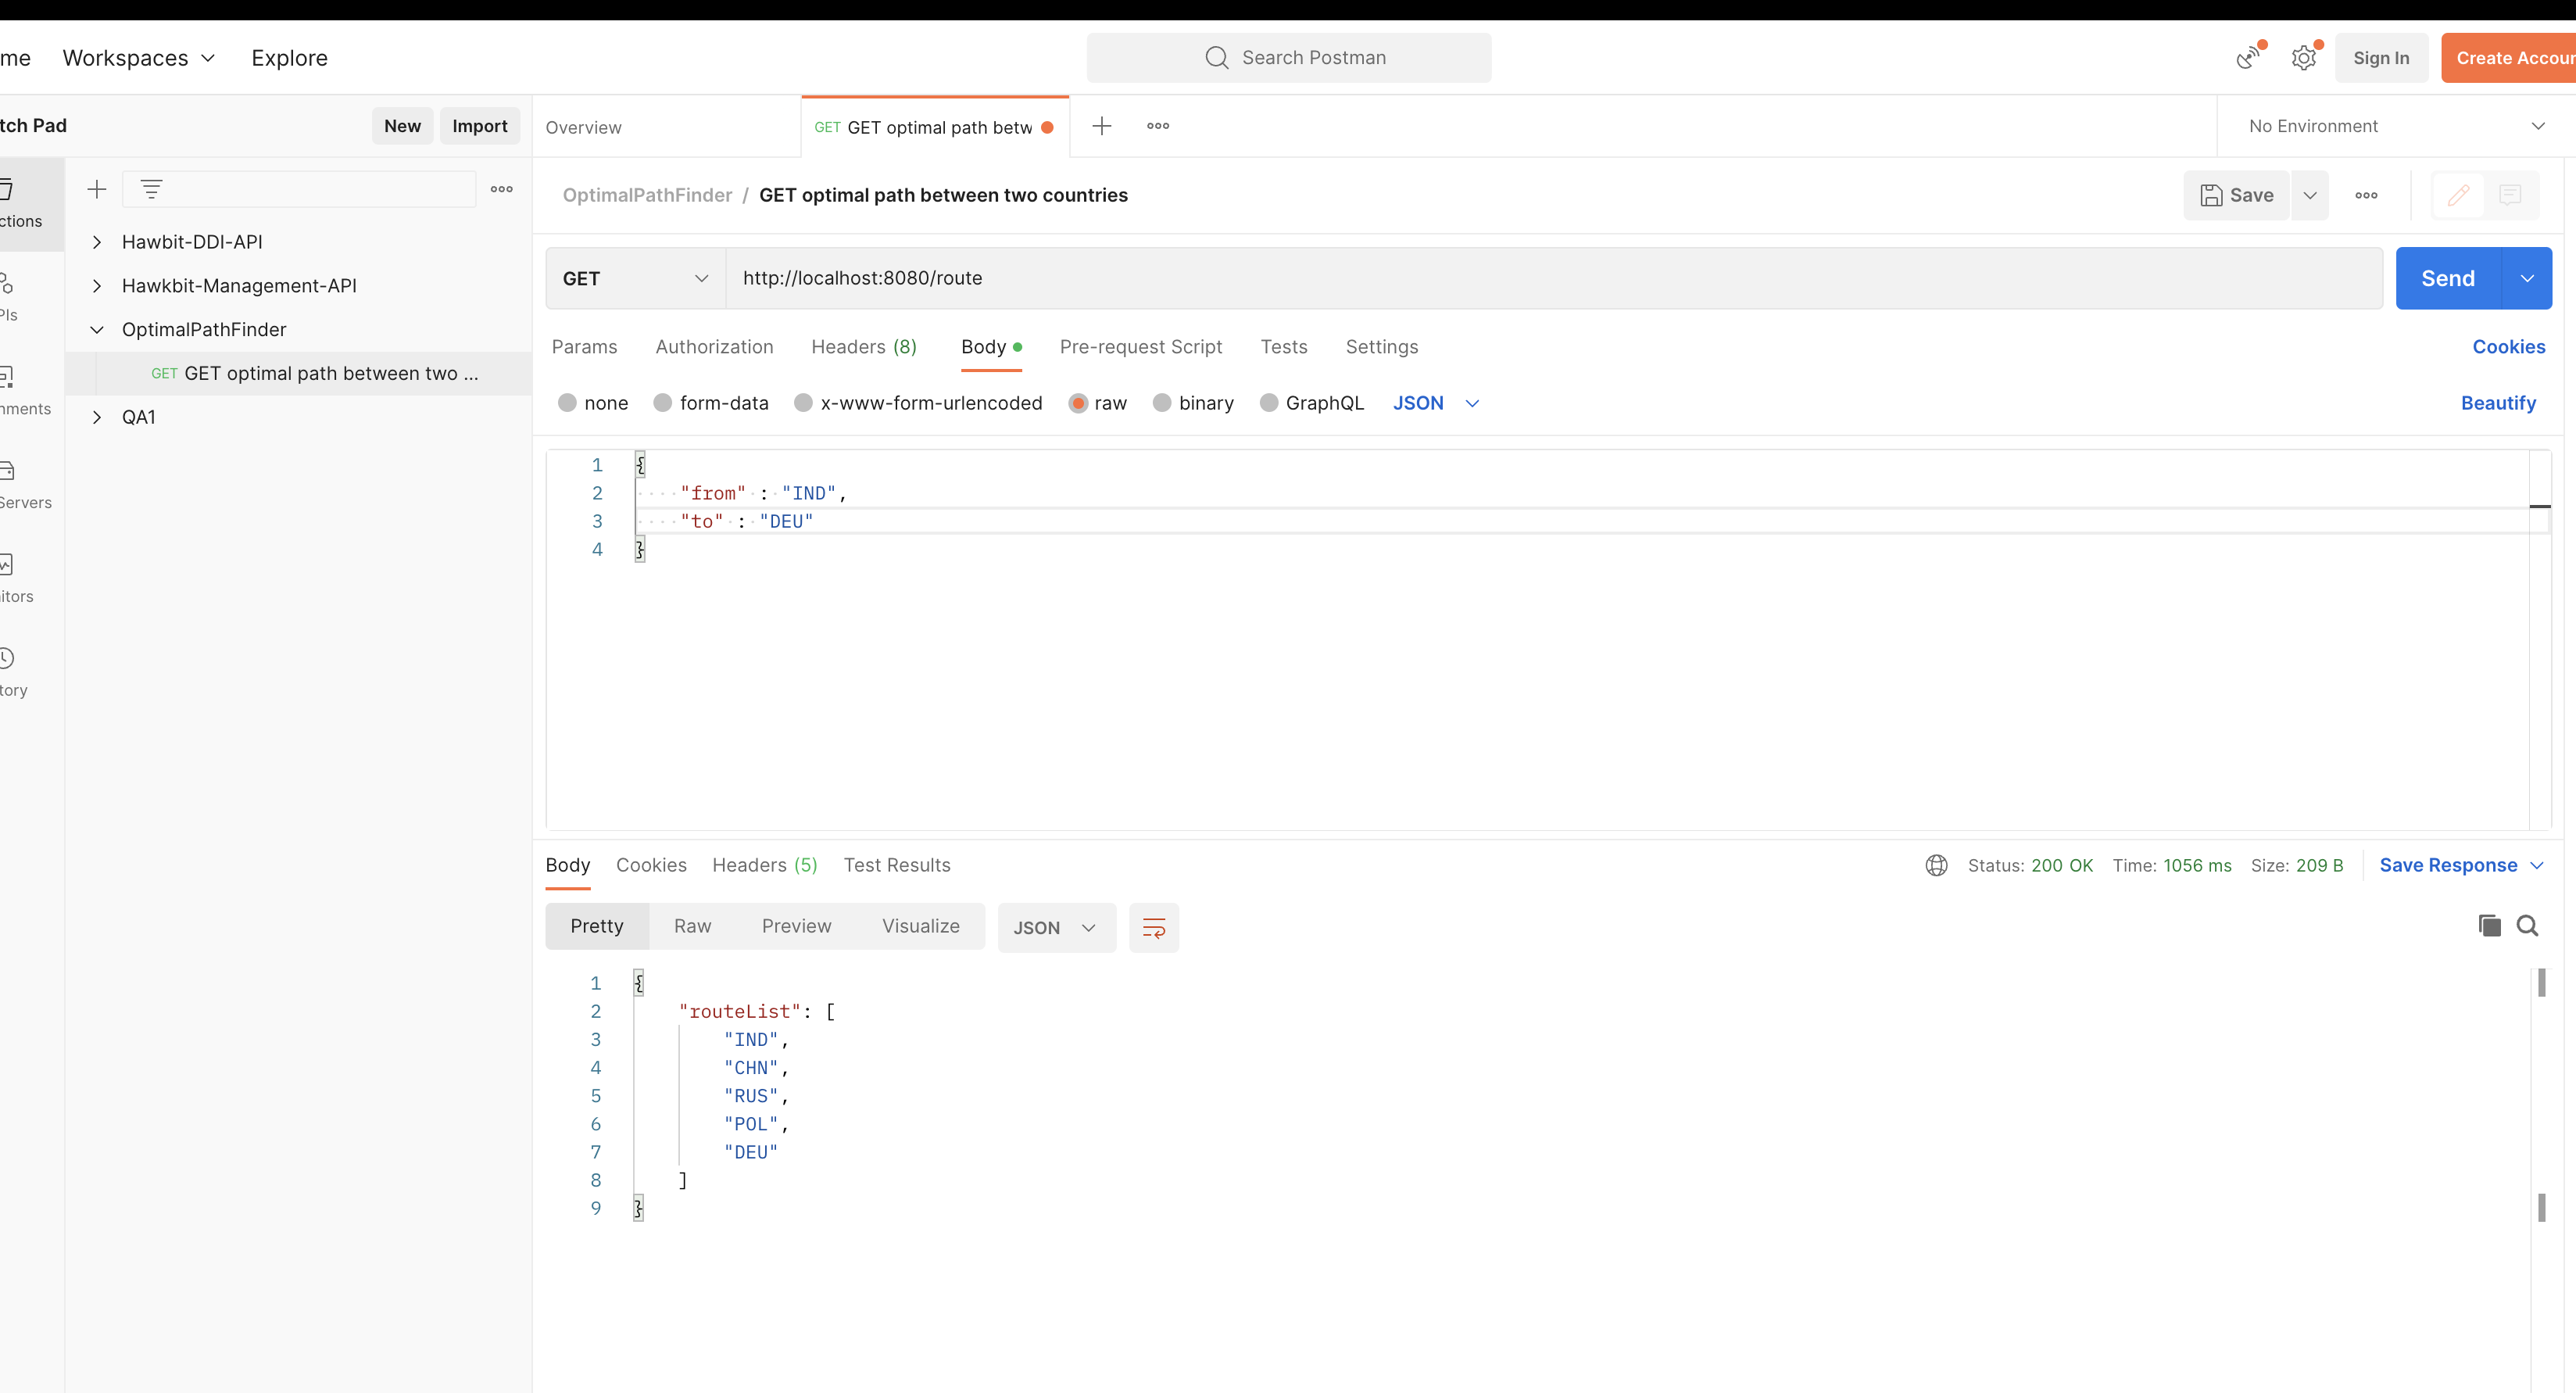 me Workspaces Explore Search Postman Sign In Create Accour
tch Pad New Import Overview GET GET optimal path betw No Environment
OptimalPathFinder / GET optimal path between two countries Save
ctions
Hawbit-DDI-API
Hawkbit-Management-API
OptimalPathFinder
GET GET optimal path between two ...
QA1
PIs
nments
Servers
itors
tory
GET http://localhost:8080/route Send
Params Authorization Headers (8) Body Pre-request Script Tests Settings Cookies
none form-data x-www-form-urlencoded raw binary GraphQL JSON Beautify
1 {
2 "from" : "IND",
3 "to" : "DEU"
4 }
Body Cookies Headers (5) Test Results Status: 200 OK Time: 1056 ms Size: 209 B Save Response
Pretty Raw Preview Visualize JSON
1 {
2 "routeList": [
3 "IND",
4 "CHN",
5 "RUS",
6 "POL",
7 "DEU"
8 ]
9 }